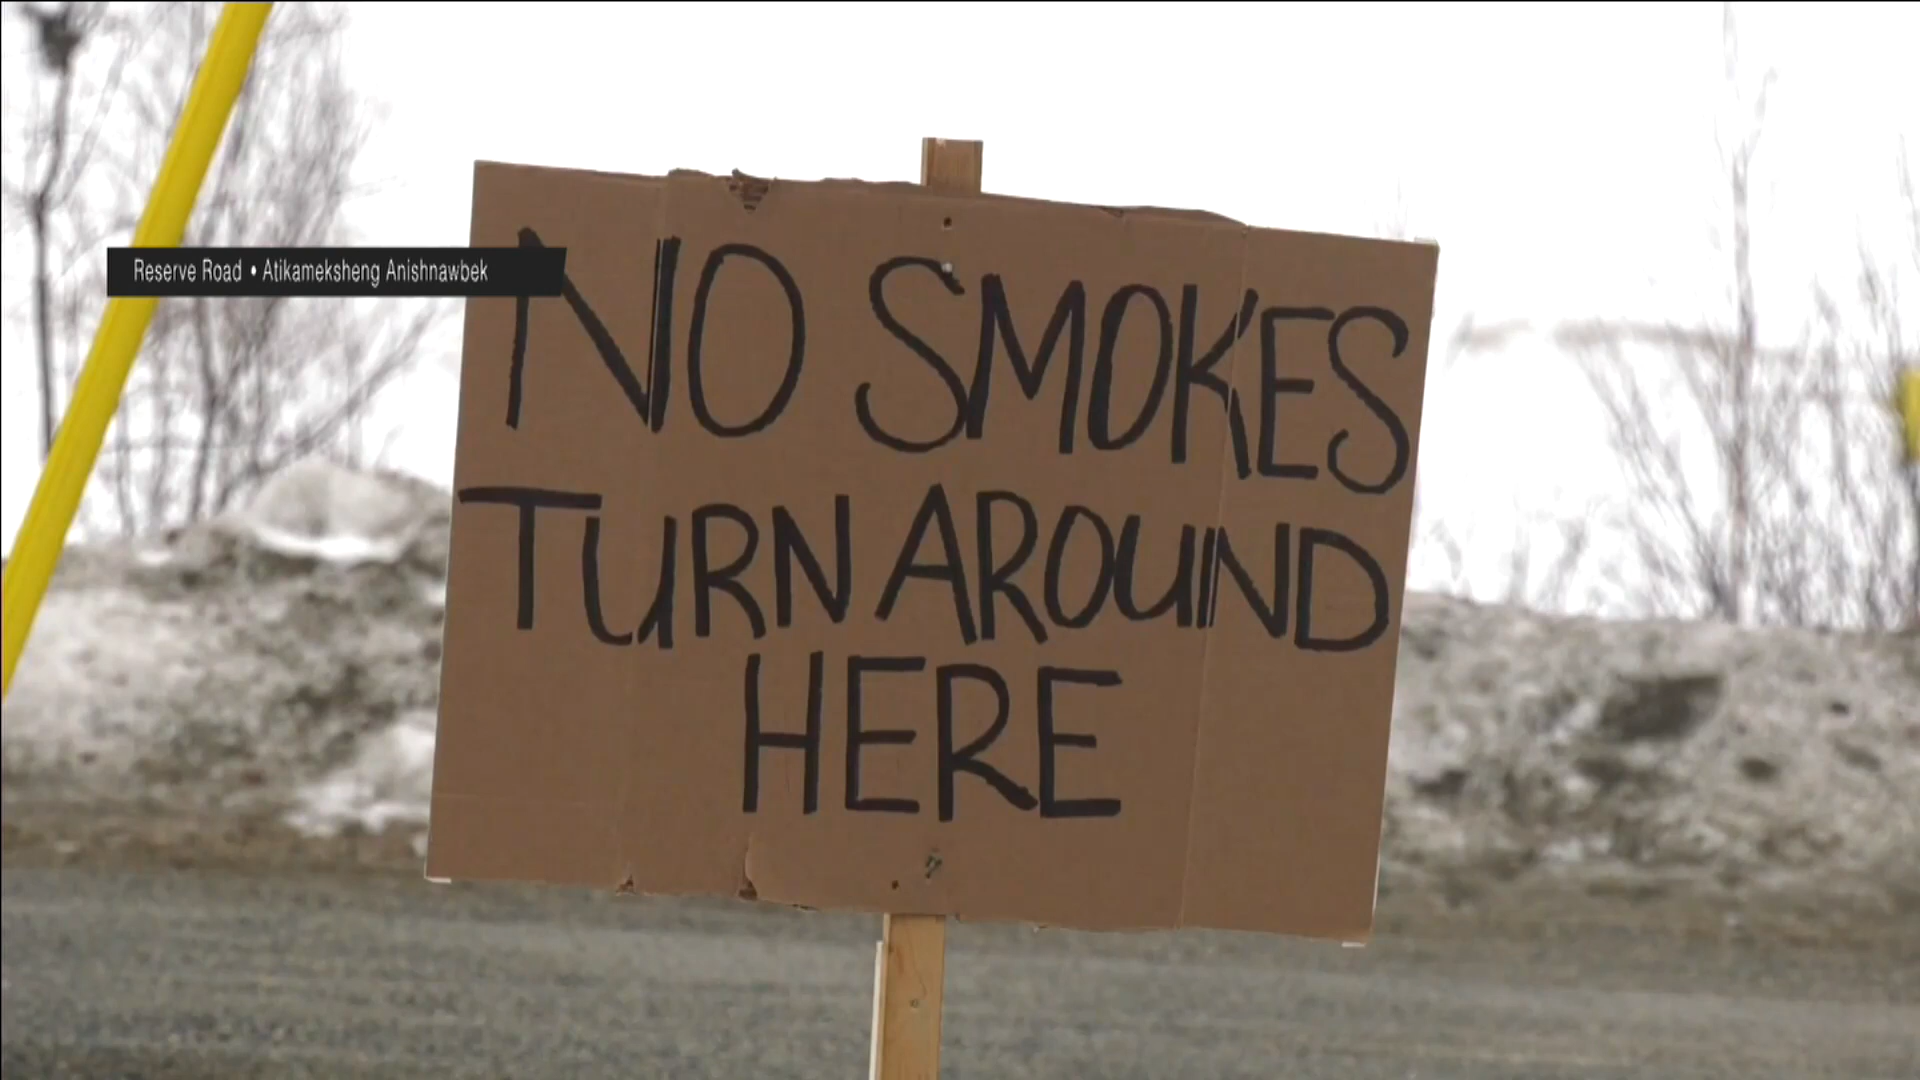 Reserve Road • Atikameksheng Anishnawbek
NO SMOKES
TURN AROUND
HERE